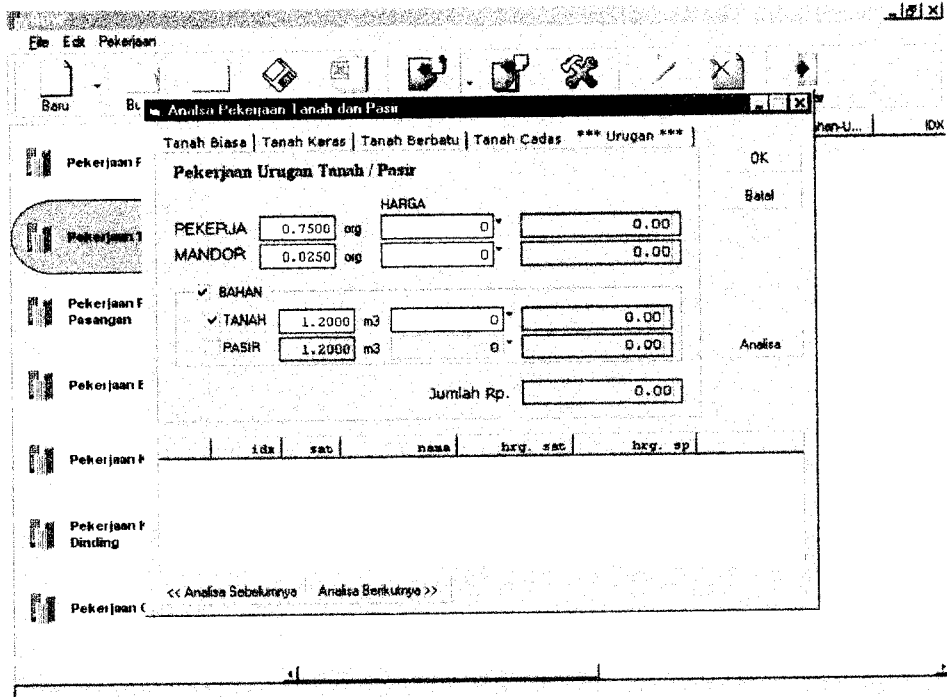 File Edit Pekerjaan
Baru
Bu
Analisa Pekerjaan Tanah dan Pasir
Tanah Biasa Tanah Keras Tanah Berbatu Tanah Cadas *** Urugan ***
Pekerjaan Urugan Tanah / Pasir
HARGA
PEKERJA 0.7500 org 0 0.00
MANDOR 0.0250 org 0 0.00
BAHAN
TANAH 1.2000 m3 0 0.00
PASIR 1.2000 m3 0 0.00
Jumlah Rp. 0.00
idx sat nama hrg. sat hrg. sp
<< Analisa Sebelumnya Analisa Berikutnya >>
OK
Batal
Analisa
han-U... IDX
Pekerjaan F
Pekerjaan T
Pekerjaan F
Pasangan
Pekerjaan B
Pekerjaan K
Pekerjaan K
Dinding
Pekerjaan C